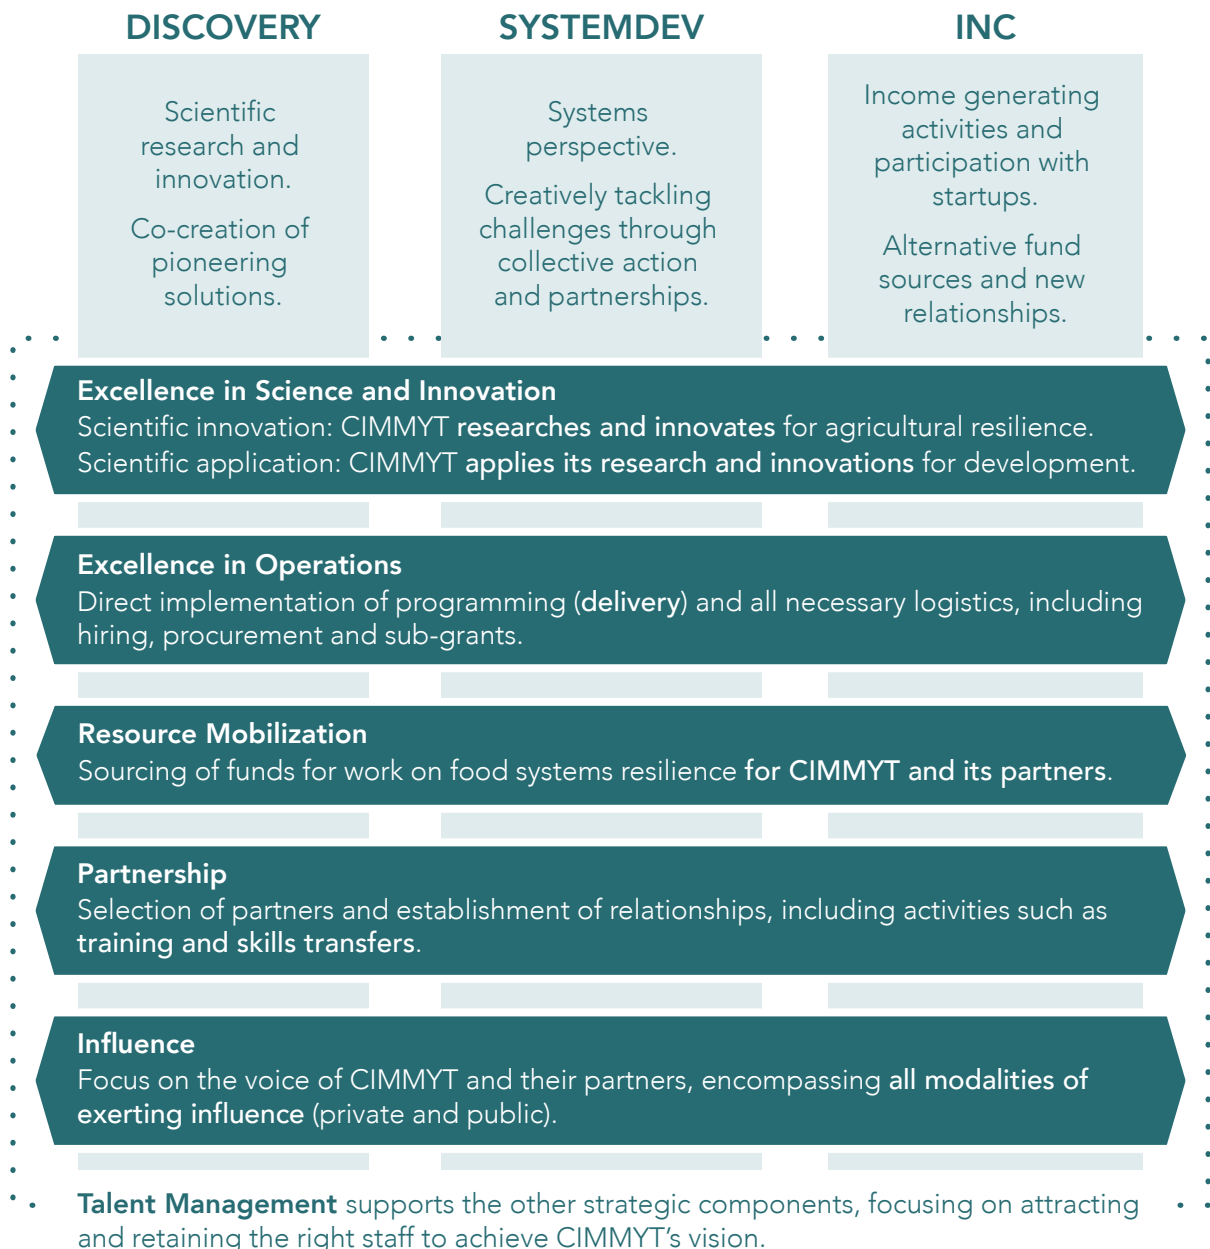 DISCOVERY
Scientific
research and
innovation.
Co-creation of
pioneering
solutions.
SYSTEMDEV
Systems
perspective.
Creatively tackling
challenges through
collective action
and partnerships.
INC
Income generating
activities and
participation with
startups.
Alternative fund
sources and new
relationships.
Excellence in Science and Innovation
Scientific innovation: CIMMYT researches and innovates for agricultural resilience.
Scientific application: CIMMYT applies its research and innovations for development.
Excellence in Operations
Direct implementation of programming (delivery) and all necessary logistics, including
hiring, procurement and sub-grants.
Resource Mobilization
Sourcing of funds for work on food systems resilience for CIMMYT and its partners.
Partnership
Selection of partners and establishment of relationships, including activities such as
training and skills transfers.
Influence
Focus on the voice of CIMMYT and their partners, encompassing all modalities of
exerting influence (private and public).
Talent Management supports the other strategic components, focusing on attracting
and retaining the right staff to achieve CIMMYT's vision.